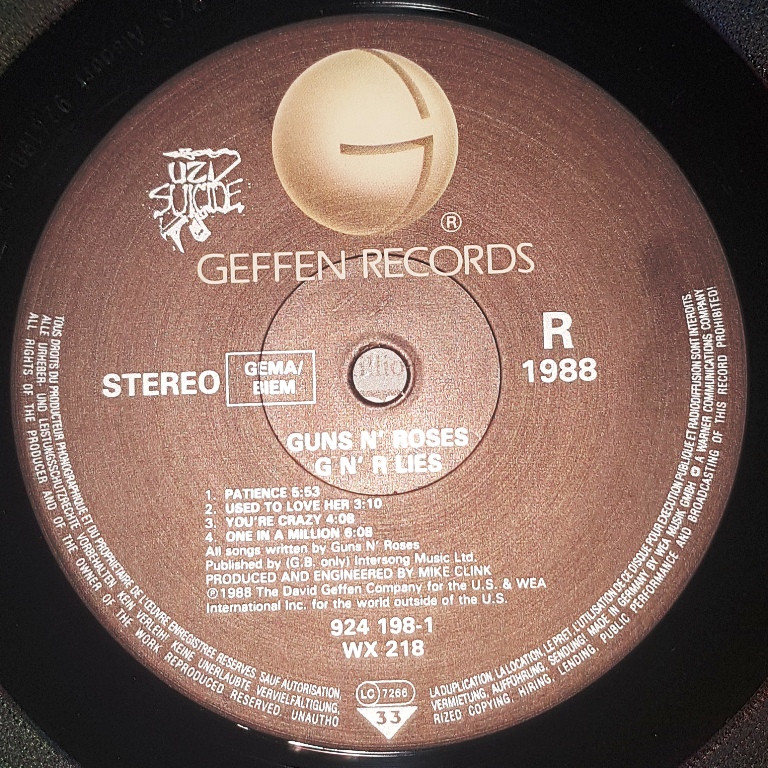 UZI
SUICIDE
®
GEFFEN RECORDS
STEREO
GEMA/
BIEM
R
1988
GUNS N' ROSES
G N' R LIES
1. PATIENCE 5:53
2. USED TO LOVE HER 3:10
3. YOU'RE CRAZY 4:08
4. ONE IN A MILLION 6:08
All songs written by Guns N' Roses
Published by (G.B. only) Intersong Music Ltd.
PRODUCED AND ENGINEERED BY MIKE CLINK
℗1988 The David Geffen Company for the U.S. & WEA
International Inc. for the world outside of the U.S.
924 198-1
WX 218
LC 7266
33
TOUS DROITS DU PRODUCTEUR PHONOGRAPHIQUE ET DU PROPRIETAIRE DE L'ŒUVRE ENREGISTREE RESERVES. SAUF AUTORISATION, LA DUPLICATION, LA LOCATION, LE PRET, L'UTILISATION DE CE DISQUE POUR EXECUTION PUBLIQUE ET RADIODIFFUSION SONT INTERDITS.
ALLE URHEBER- UND LEISTUNGSSCHUTZRECHTE VORBEHALTEN. KEIN VERLEIH! KEINE UNERLAUBTE VERVIELFÄLTIGUNG, VERMIETUNG, AUFFÜHRUNG, SENDUNG! MADE IN GERMANY BY WEA MUSIK GMBH A WARNER COMMUNICATIONS COMPANY
ALL RIGHTS OF THE PRODUCER AND OF THE OWNER OF THE WORK REPRODUCED RESERVED. UNAUTHORIZED COPYING, HIRING, LENDING, PUBLIC PERFORMANCE AND BROADCASTING OF THIS RECORD PROHIBITED!